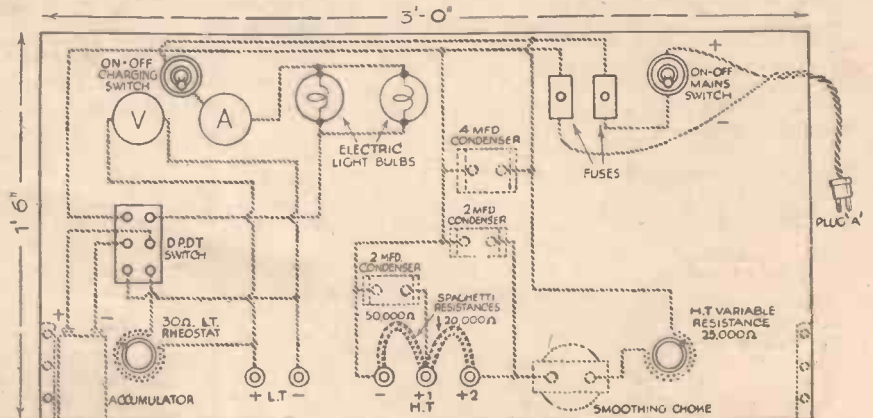 3'-0"
1'6"
ON-OFF
CHARGING
SWITCH
V
A
ELECTRIC
LIGHT BULBS
4 MFD
CONDENSER
FUSES
+
-
ON-OFF
MAINS
SWITCH
PLUG 'A'
D.P.D.T
SWITCH
2 MFD
CONDENSER
2 MFD
CONDENSER
SPAGHETTI
RESISTANCES
50,000Ω
20,000Ω
+
-
30Ω. L.T.
RHEOSTAT
H.T VARIABLE
RESISTANCE
25,000Ω
ACCUMULATOR
+ L.T -
- +1 +2
H.T
SMOOTHING CHOKE